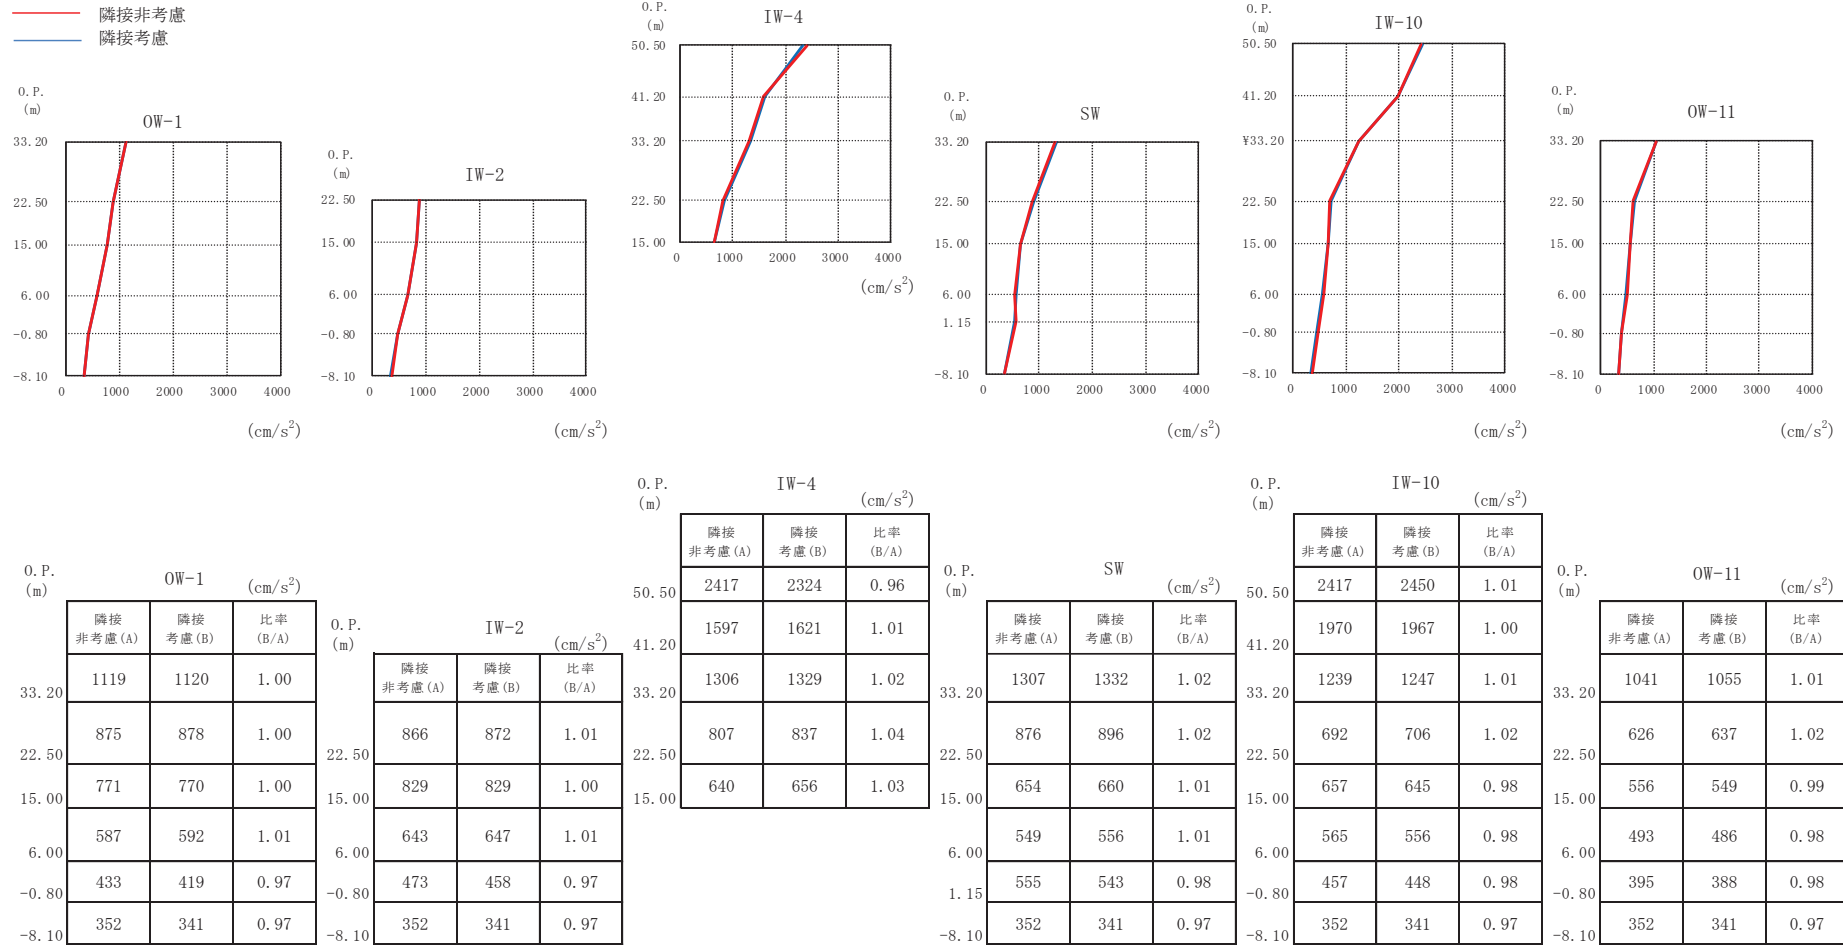 隣接非考慮
隣接考慮
O.P.
(m)
OW-1
33.20
22.50
15.00
6.00
-0.80
-8.10
0 1000 2000 3000 4000
(cm/s²)
O.P.
(m)
IW-2
22.50
15.00
6.00
-0.80
-8.10
0 1000 2000 3000 4000
(cm/s²)
O.P.
(m)
IW-4
50.50
41.20
33.20
22.50
15.00
0 1000 2000 3000 4000
(cm/s²)
O.P.
(m)
SW
33.20
22.50
15.00
6.00
1.15
-8.10
0 1000 2000 3000 4000
(cm/s²)
O.P.
(m)
IW-10
50.50
41.20
¥33.20
22.50
15.00
6.00
-0.80
-8.10
0 1000 2000 3000 4000
(cm/s²)
O.P.
(m)
OW-11
33.20
22.50
15.00
6.00
-0.80
-8.10
0 1000 2000 3000 4000
(cm/s²)
O.P.
(m)
OW-1 (cm/s²)
隣接 隣接 比率
非考慮(A) 考慮(B) (B/A)
33.20 1119 1120 1.00
22.50 875 878 1.00
15.00 771 770 1.00
6.00 587 592 1.01
-0.80 433 419 0.97
-8.10 352 341 0.97
O.P.
(m)
IW-2 (cm/s²)
隣接 隣接 比率
非考慮(A) 考慮(B) (B/A)
22.50 866 872 1.01
15.00 829 829 1.00
6.00 643 647 1.01
-0.80 473 458 0.97
-8.10 352 341 0.97
O.P.
(m)
IW-4 (cm/s²)
隣接 隣接 比率
非考慮(A) 考慮(B) (B/A)
50.50 2417 2324 0.96
41.20 1597 1621 1.01
33.20 1306 1329 1.02
22.50 807 837 1.04
15.00 640 656 1.03
O.P.
(m)
SW (cm/s²)
隣接 隣接 比率
非考慮(A) 考慮(B) (B/A)
33.20 1307 1332 1.02
22.50 876 896 1.02
15.00 654 660 1.01
6.00 549 556 1.01
1.15 555 543 0.98
-8.10 352 341 0.97
O.P.
(m)
IW-10 (cm/s²)
隣接 隣接 比率
非考慮(A) 考慮(B) (B/A)
50.50 2417 2450 1.01
41.20 1970 1967 1.00
33.20 1239 1247 1.01
22.50 692 706 1.02
15.00 657 645 0.98
6.00 565 556 0.98
-0.80 457 448 0.98
-8.10 352 341 0.97
O.P.
(m)
OW-11 (cm/s²)
隣接 隣接 比率
非考慮(A) 考慮(B) (B/A)
33.20 1041 1055 1.01
22.50 626 637 1.02
15.00 556 549 0.99
6.00 493 486 0.98
-0.80 395 388 0.98
-8.10 352 341 0.97